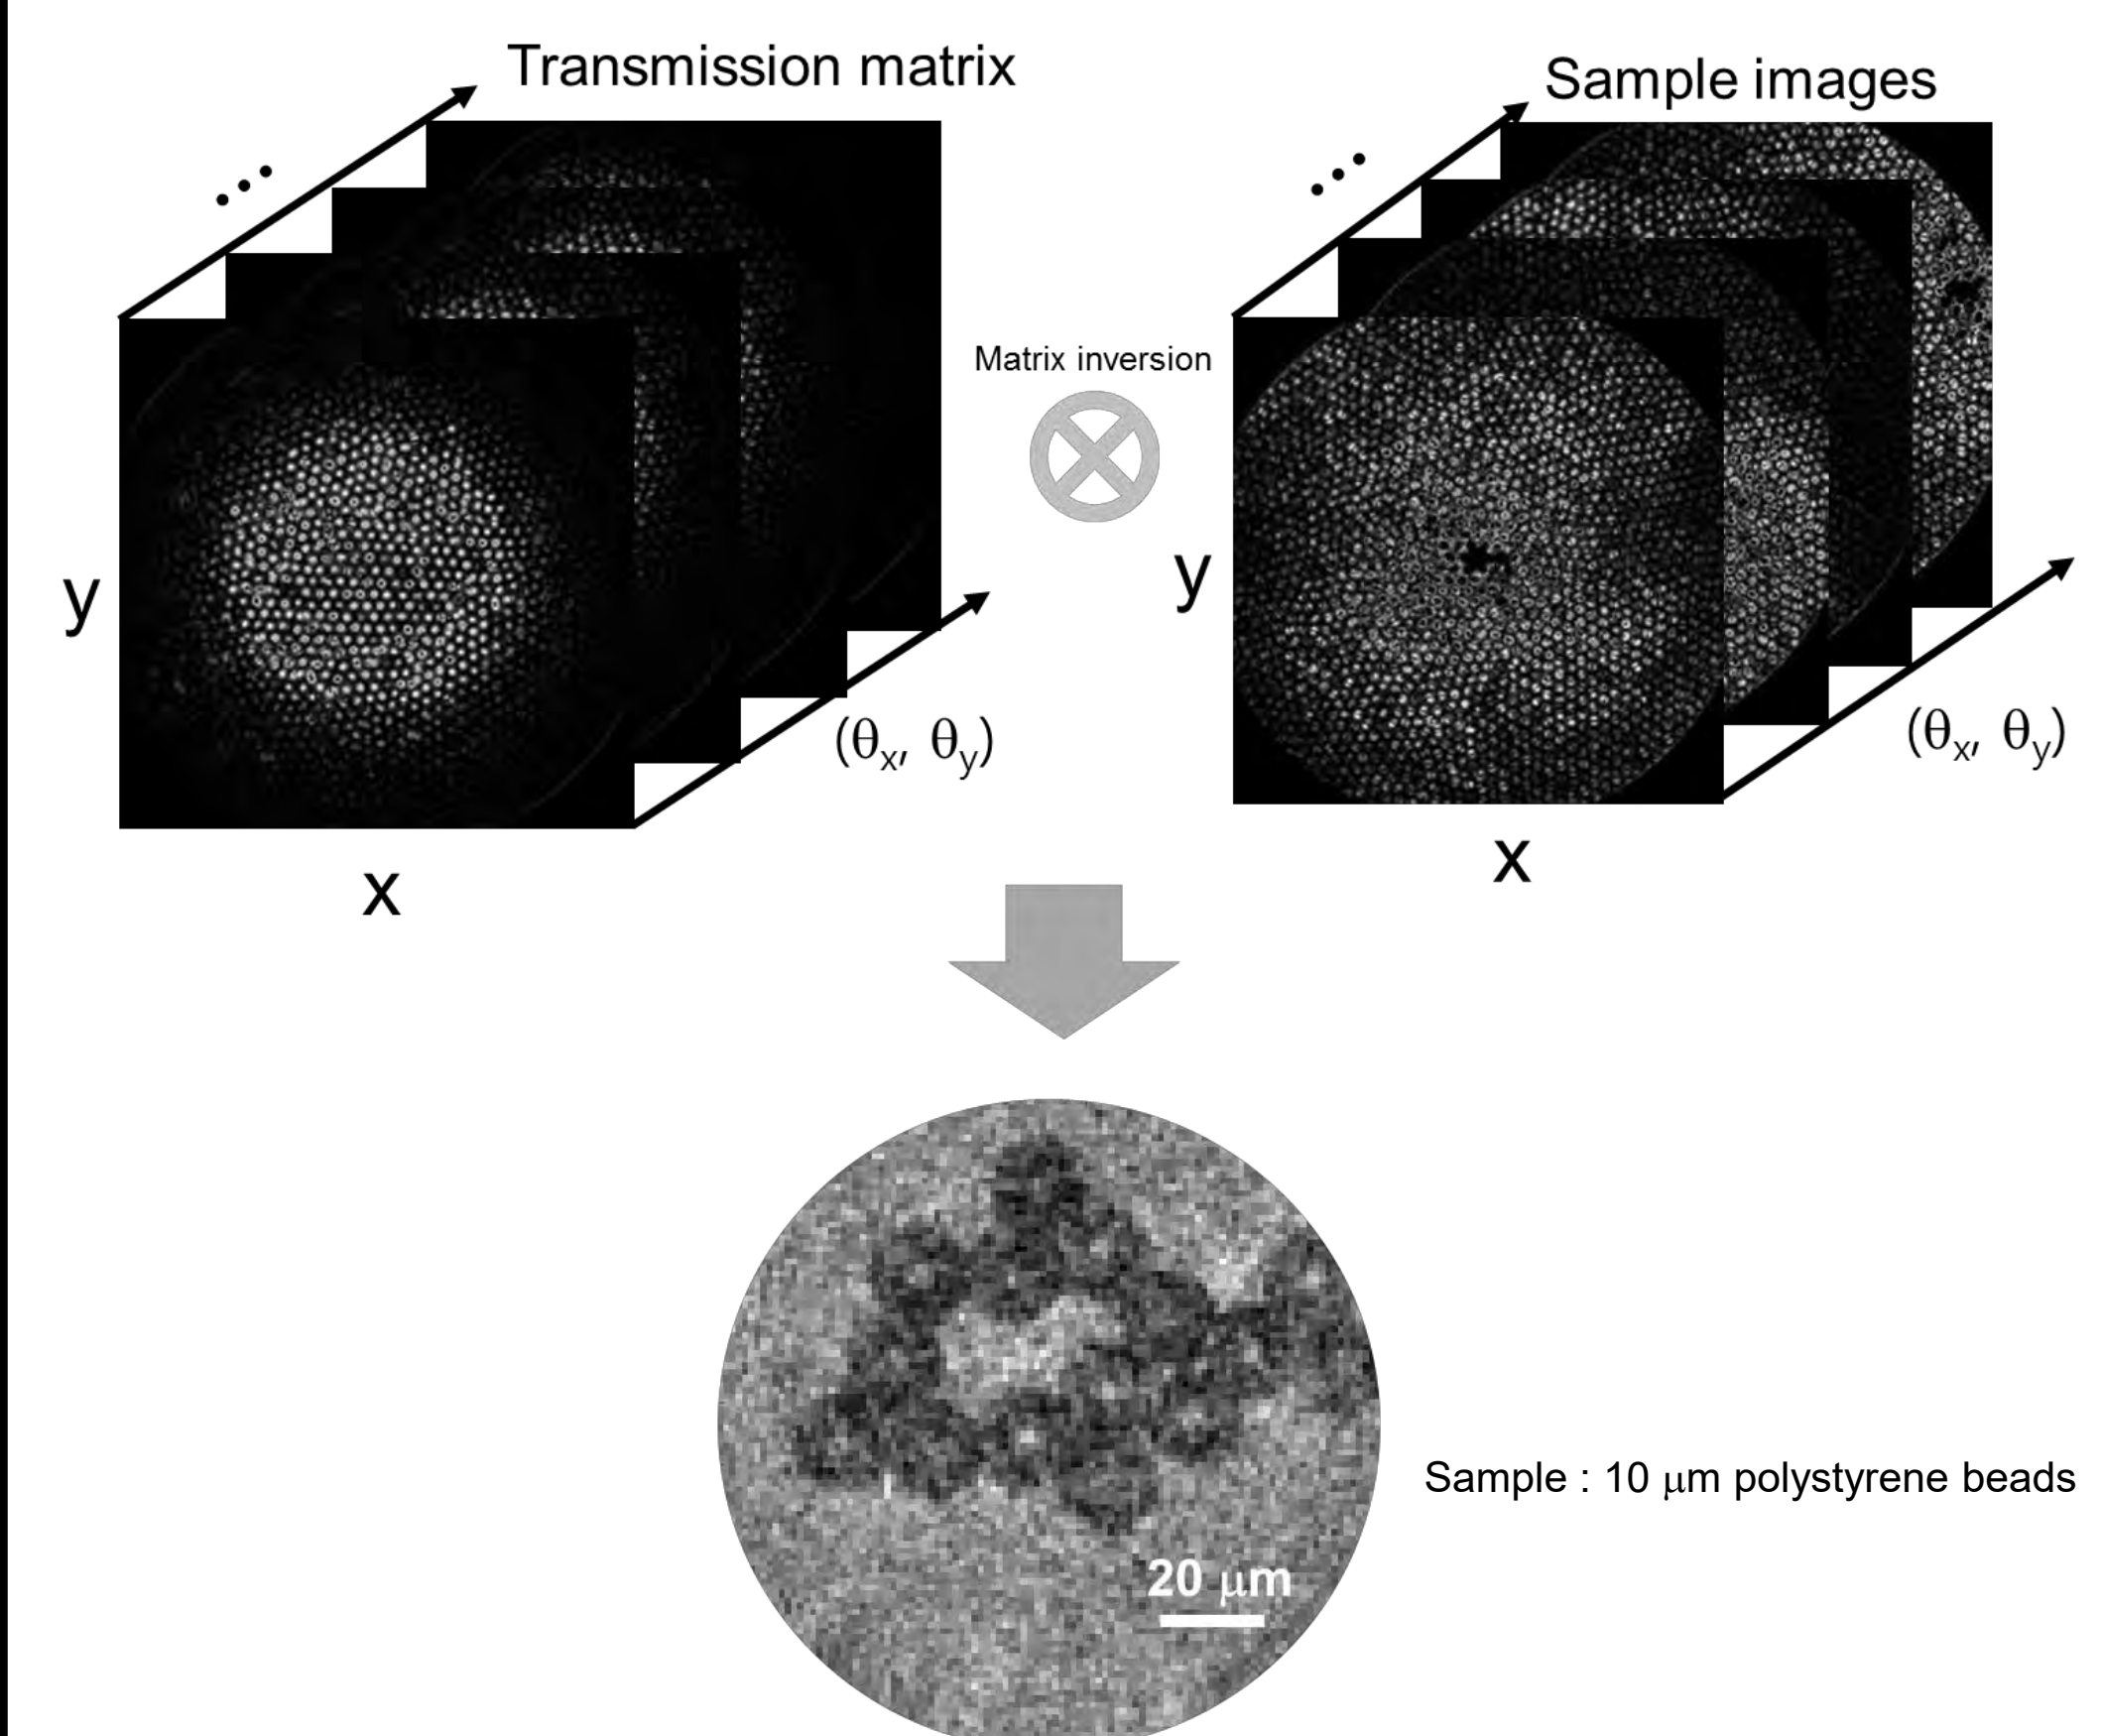 Transmission matrix
Sample images
Matrix inversion
y
y
(θx, θy)
(θx, θy)
x
x
Sample : 10 μm polystyrene beads
20 μm